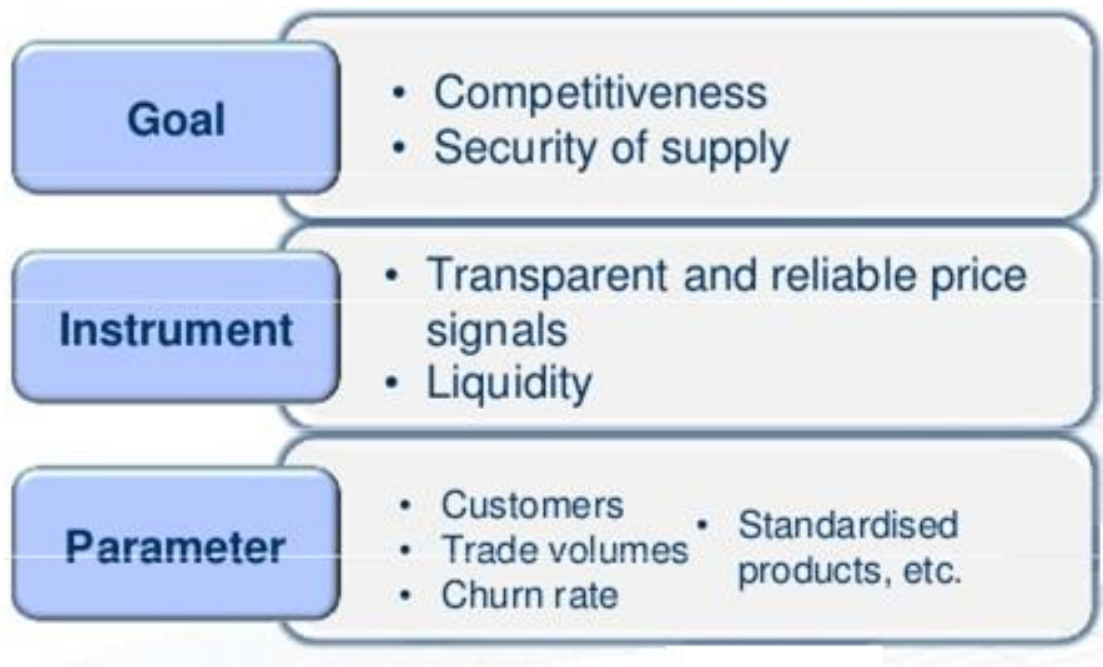 Goal
• Competitiveness
• Security of supply
Instrument
• Transparent and reliable price
signals
• Liquidity
Parameter
• Customers
• Trade volumes
• Churn rate
• Standardised
products, etc.